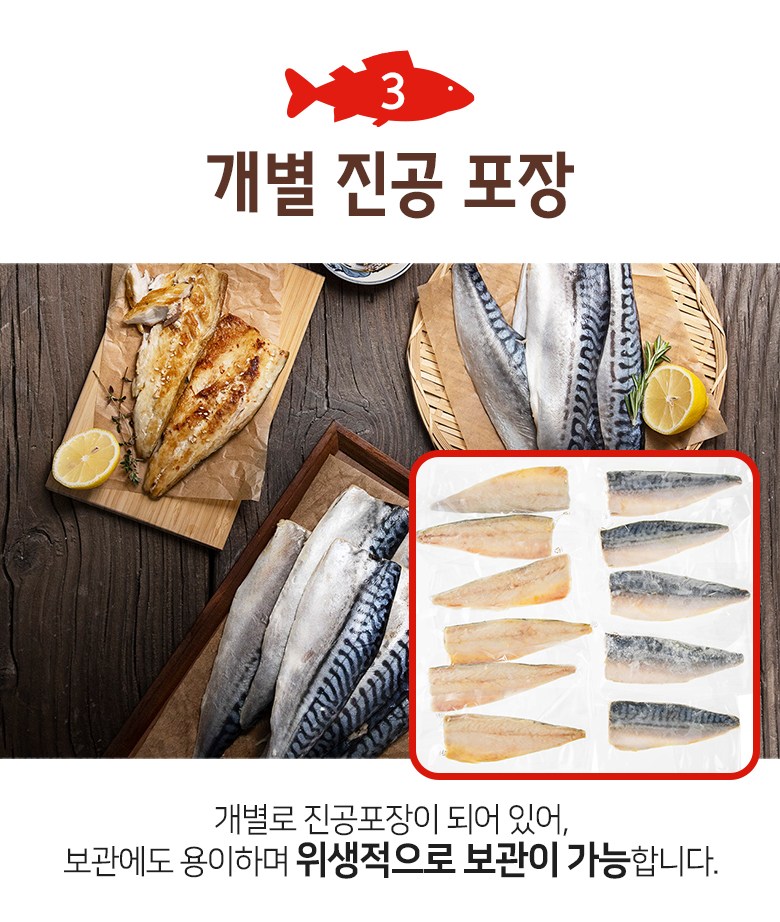 3
개별 진공 포장
개별로 진공포장이 되어 있어,
보관에도 용이하며 위생적으로 보관이 가능합니다.